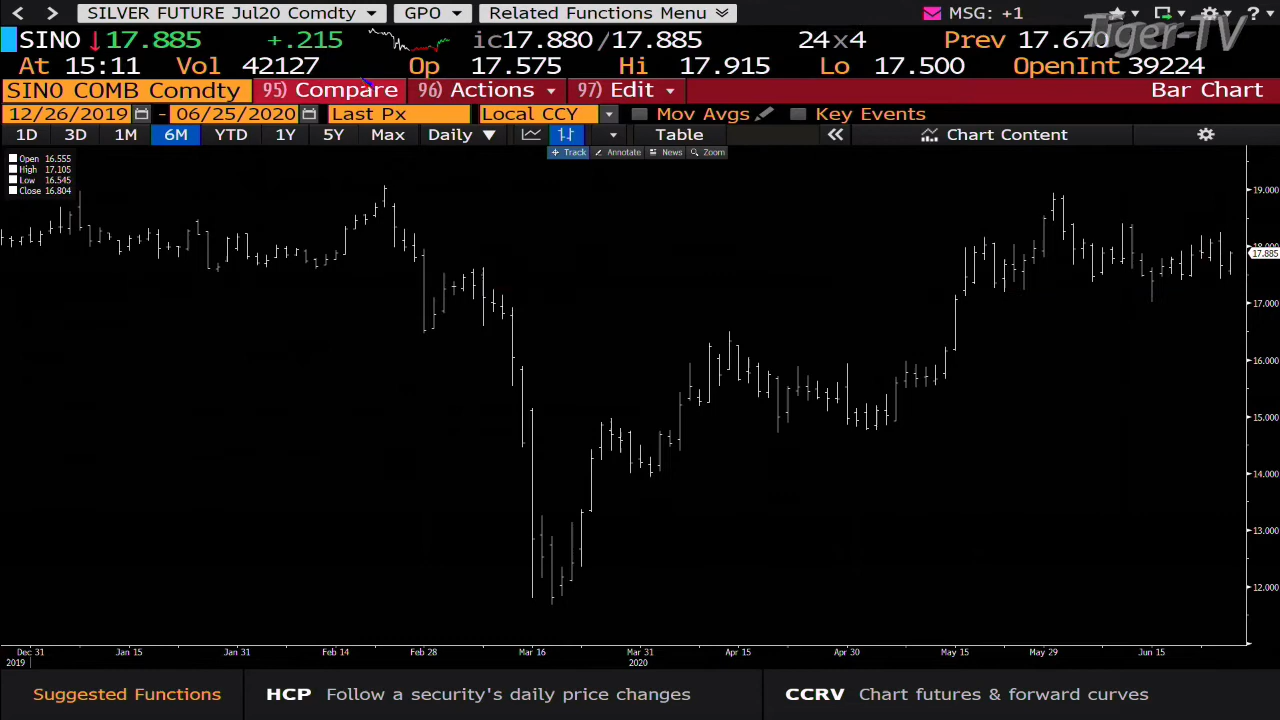 SILVER FUTURE Jul20 Comdty GPO Related Functions Menu MSG: +1 ?
Tiger-TV
SIN0 ↓17.885 +.215 ic17.880/17.885 24x4 Prev 17.670
At 15:11 Vol 42127 Op 17.575 Hi 17.915 Lo 17.500 OpenInt 39224
SIN0 COMB Comdty 95) Compare 96) Actions 97) Edit Bar Chart
12/26/2019 - 06/25/2020 Last Px Local CCY Mov Avgs Key Events
1D 3D 1M 6M YTD 1Y 5Y Max Daily ▼ Table « Chart Content
Track Annotate News Zoom
Open 16.555
High 17.105
Low 16.545
Close 16.804
19.000
18.000
17.885
17.000
16.000
15.000
14.000
12.000
Dec 31 Jan 15 Jan 31 Feb 14 Feb 28 Mar 16 Mar 31 Apr 15 Apr 30 May 15 May 29 Jun 15
2019 2020
Suggested Functions HCP Follow a security's daily price changes CCRV Chart futures & forward curves